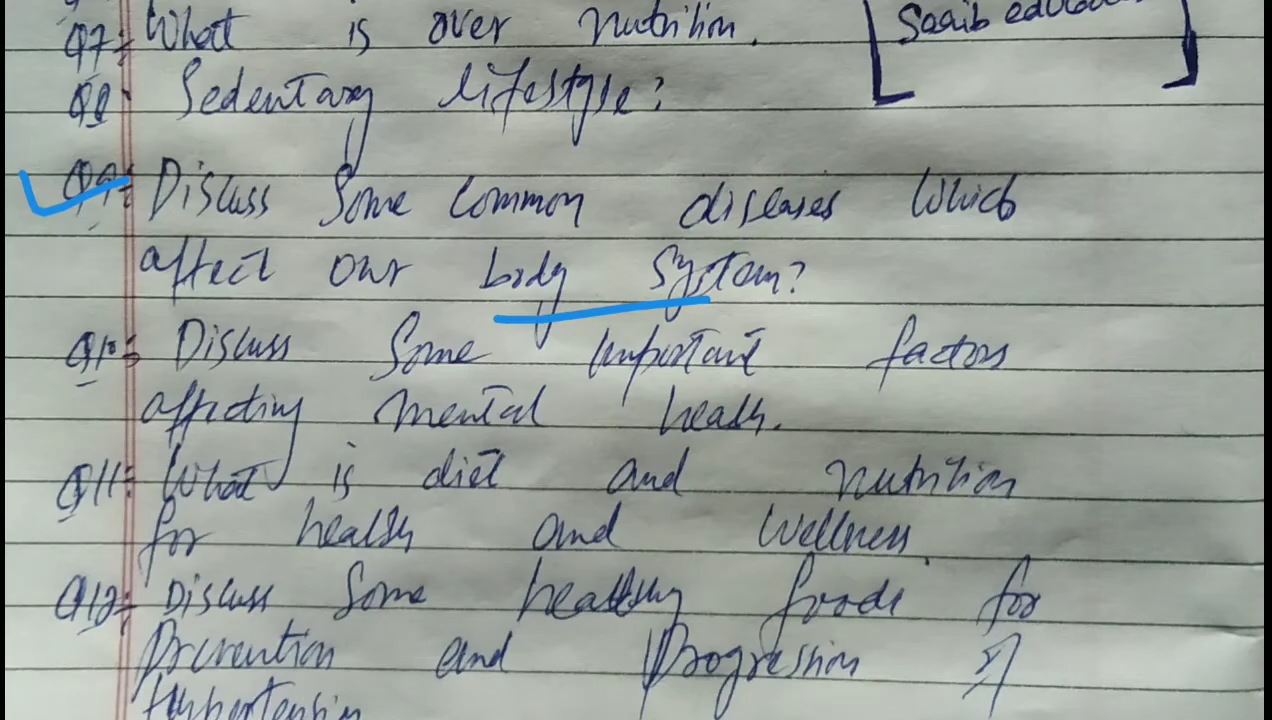 Q7: What is over nutrition.
Saaib
Q8 Sedentary lifestyle?
Q9: Discuss some common diseases which
affect our body system?
Q10: Discuss some important factors
affecting mental health.
Q11: What is diet and nutrition
for health and wellness.
Q12: Discuss some healthy foods for
Prevention and Progression of
Hypertension